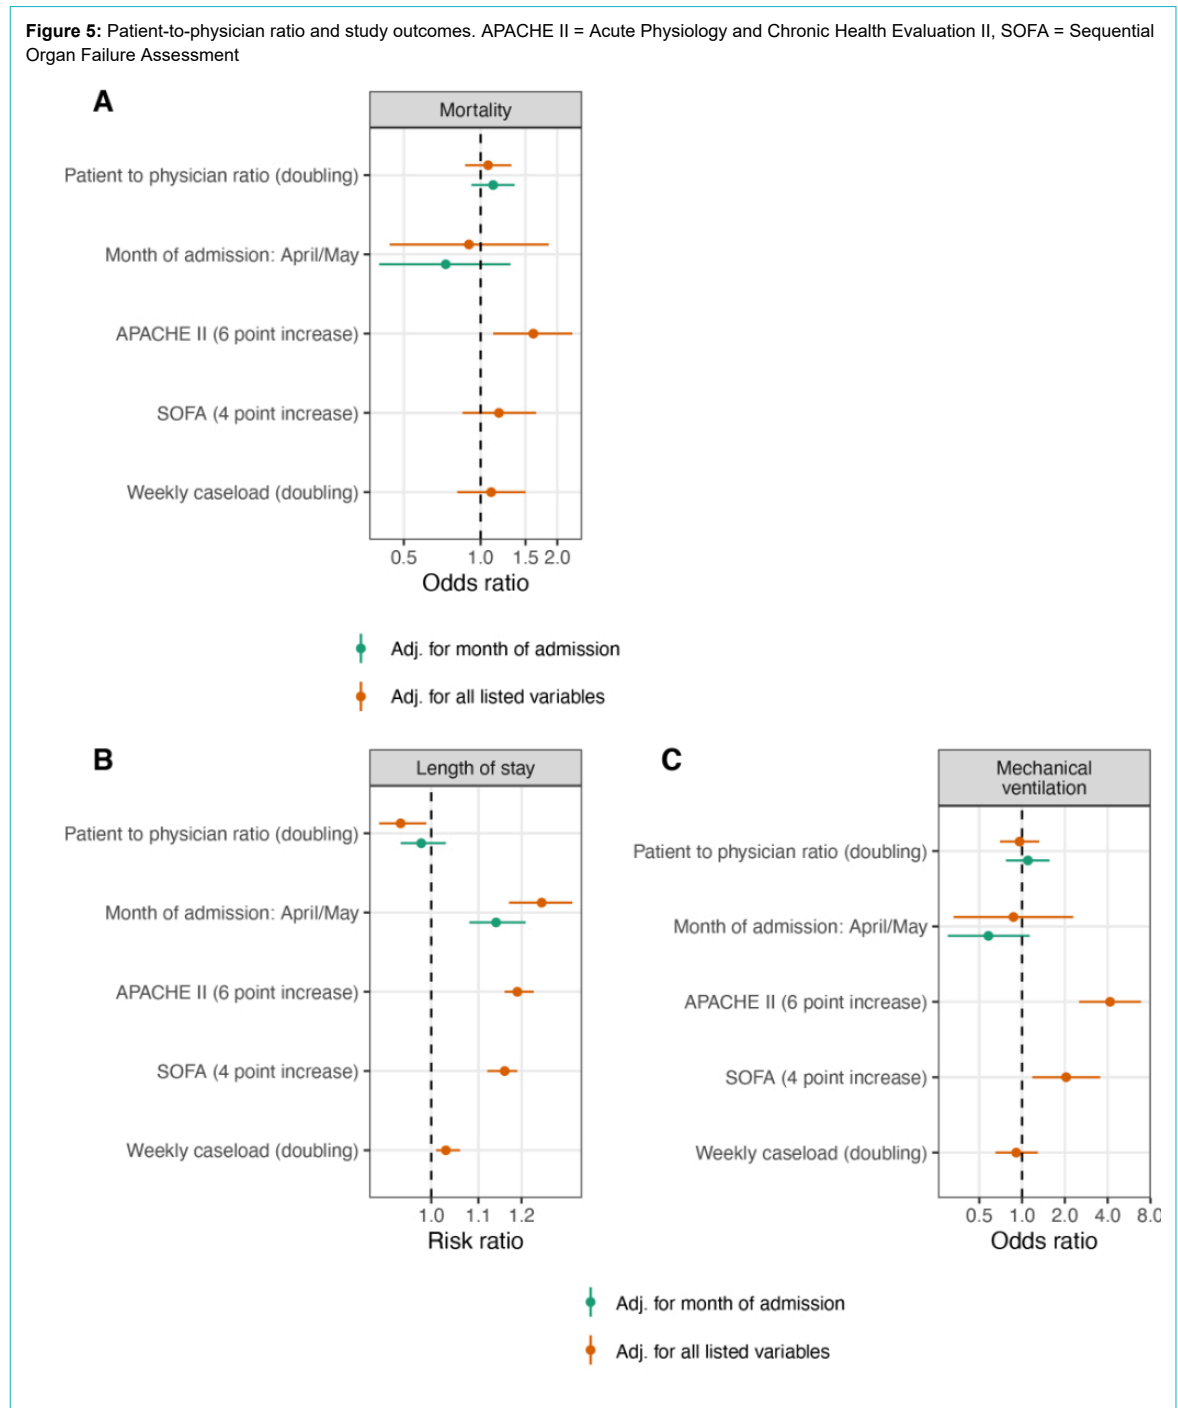 Figure 5: Patient-to-physician ratio and study outcomes. APACHE II = Acute Physiology and Chronic Health Evaluation II, SOFA = Sequential
Organ Failure Assessment
A
Mortality
Patient to physician ratio (doubling)
Month of admission: April/May
APACHE II (6 point increase)
SOFA (4 point increase)
Weekly caseload (doubling)
0.5 1.0 1.5 2.0
Odds ratio
Adj. for month of admission
Adj. for all listed variables
B
Length of stay
Patient to physician ratio (doubling)
Month of admission: April/May
APACHE II (6 point increase)
SOFA (4 point increase)
Weekly caseload (doubling)
1.0 1.1 1.2
Risk ratio
C
Mechanical
ventilation
Patient to physician ratio (doubling)
Month of admission: April/May
APACHE II (6 point increase)
SOFA (4 point increase)
Weekly caseload (doubling)
0.5 1.0 2.0 4.0 8.0
Odds ratio
Adj. for month of admission
Adj. for all listed variables